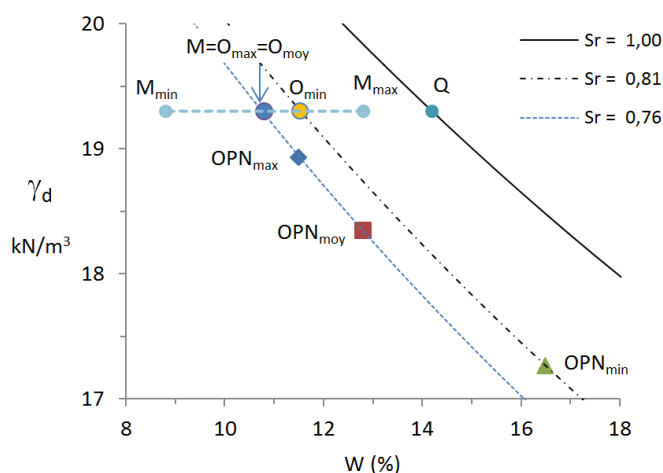 20
19
18
17
γd
kN/m³
8
10
12
14
16
18
W (%)
M=Omax=Omoy
Mmin
Omin
Mmax
Q
OPNmax
OPNmoy
OPNmin
Sr = 1,00
Sr = 0,81
Sr = 0,76